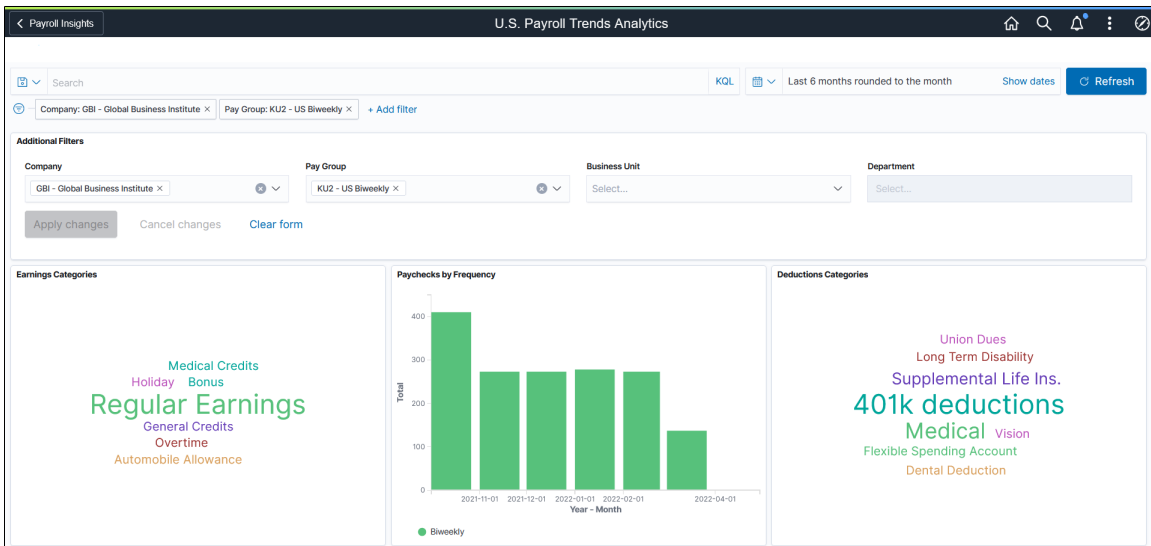 Payroll Insights
U.S. Payroll Trends Analytics
Search
KQL
Last 6 months rounded to the month
Show dates
Refresh
Company: GBI - Global Business Institute ×
Pay Group: KU2 - US Biweekly ×
+ Add filter
Additional Filters
Company
Pay Group
Business Unit
Department
GBI - Global Business Institute ×
KU2 - US Biweekly ×
Select...
Select...
Apply changes
Cancel changes
Clear form
Earnings Categories
Medical Credits
Holiday Bonus
Regular Earnings
General Credits
Overtime
Automobile Allowance
Paychecks by Frequency
400
300
200
100
0
Total
2021-11-01 2021-12-01 2022-01-01 2022-02-01 2022-04-01
Year - Month
Biweekly
Deductions Categories
Union Dues
Long Term Disability
Supplemental Life Ins.
401k deductions
Medical Vision
Flexible Spending Account
Dental Deduction